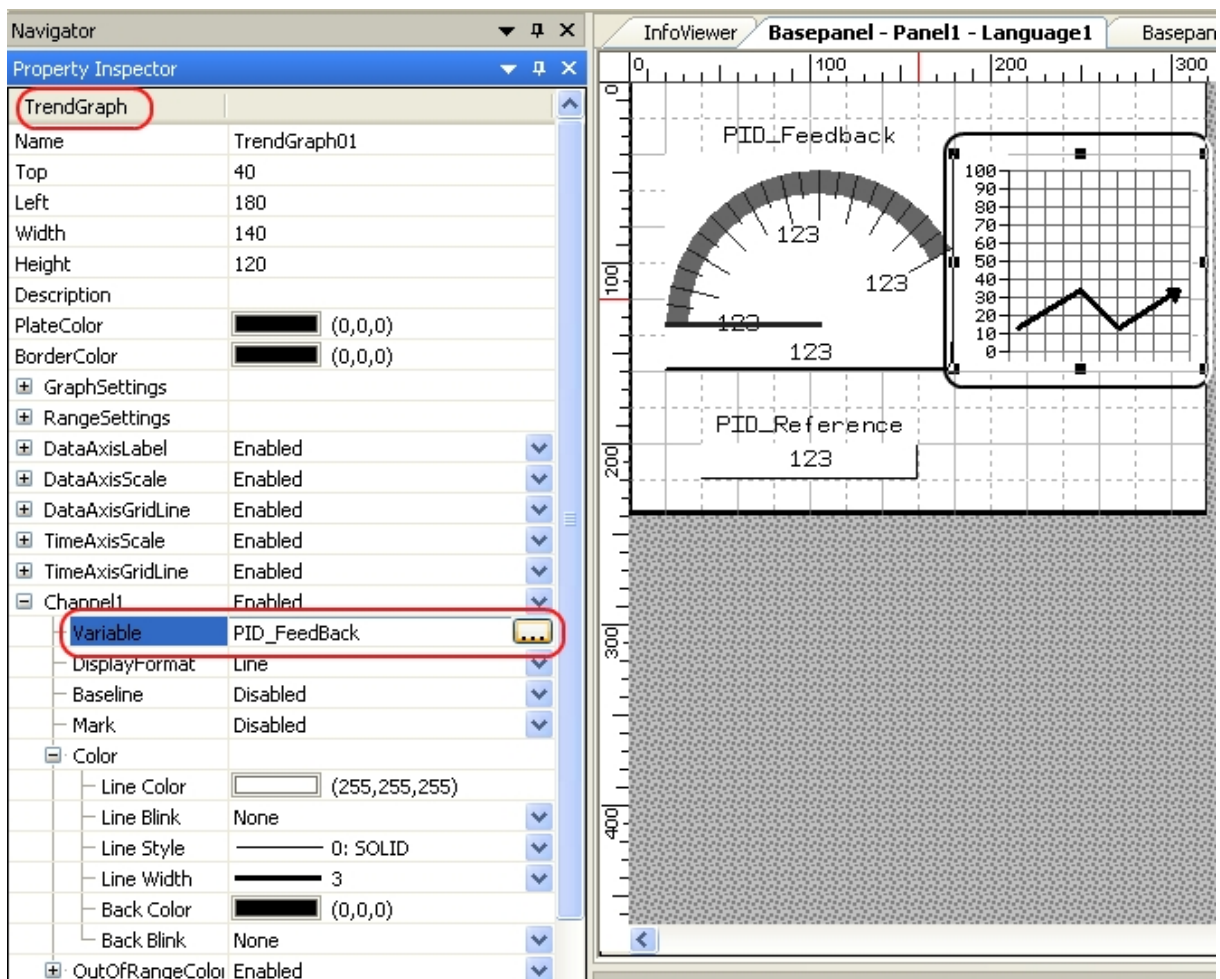 Navigator
Property Inspector
TrendGraph
Name TrendGraph01
Top 40
Left 180
Width 140
Height 120
Description
PlateColor (0,0,0)
BorderColor (0,0,0)
GraphSettings
RangeSettings
DataAxisLabel Enabled
DataAxisScale Enabled
DataAxisGridLine Enabled
TimeAxisScale Enabled
TimeAxisGridLine Enabled
Channel1 Enabled
Variable PID_FeedBack ...
DisplayFormat Line
Baseline Disabled
Mark Disabled
Color
Line Color (255,255,255)
Line Blink None
Line Style 0: SOLID
Line Width 3
Back Color (0,0,0)
Back Blink None
OutOfRangeColo Enabled
InfoViewer Basepanel - Panel1 - Language1 Basepan
0 100 200 300
0
100
200
300
400
PID_Feedback
123
123
123
123
100
90
80
70
60
50
40
30
20
10
0
PID_Reference
123